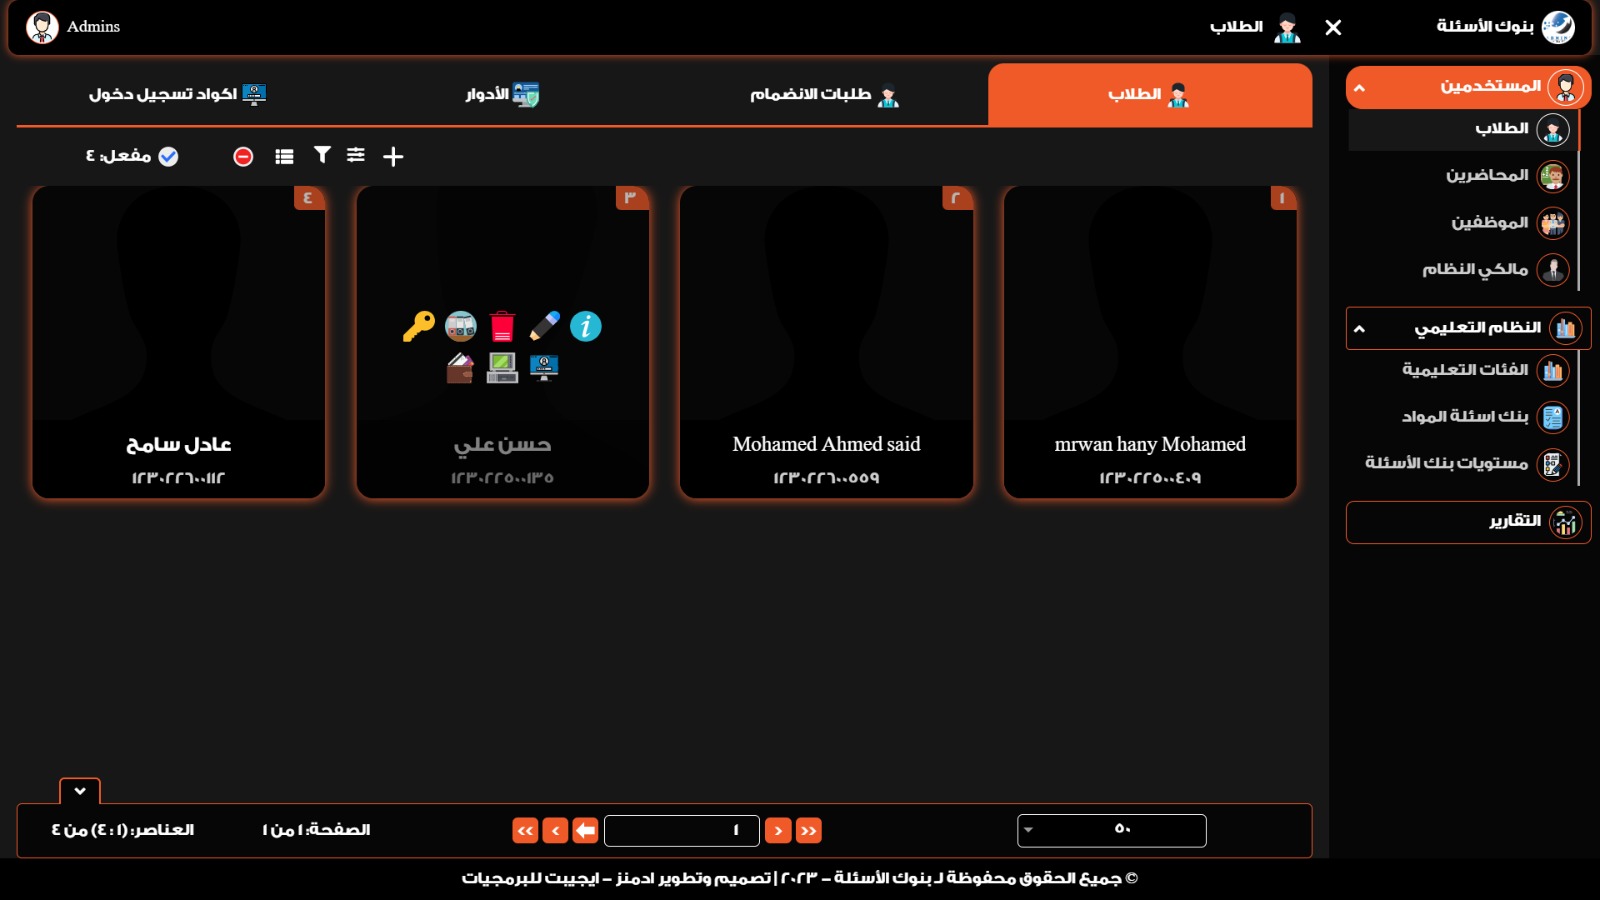 بنوك الأسئلة
الطلاب
Admins
المستخدمين
الطلاب
المحاضرين
الموظفين
مالكي النظام
النظام التعليمي
الفئات التعليمية
بنك اسئلة المواد
مستويات بنك الأسئلة
التقارير
الطلاب
طلبات الانضمام
الأدوار
اكواد تسجيل دخول
مفعل: ٤
١
mrwan hany Mohamed
١٢٣٠٢٢٥٠٠٤٠٩
٢
Mohamed Ahmed said
١٢٣٠٢٢٦٠٠٥٥٩
٣
حسن علي
١٢٣٠٢٢٥٠٠١٣٥
٤
عادل سامح
١٢٣٠٢٢٦٠٠١١٢
٥٠
١
الصفحة: ١ من ١
العناصر: (١ : ٤) من ٤
© جميع الحقوق محفوظة لـ بنوك الأسئلة – ٢٠٢٣ | تصميم وتطوير ادمنز – ايجيبت للبرمجيات